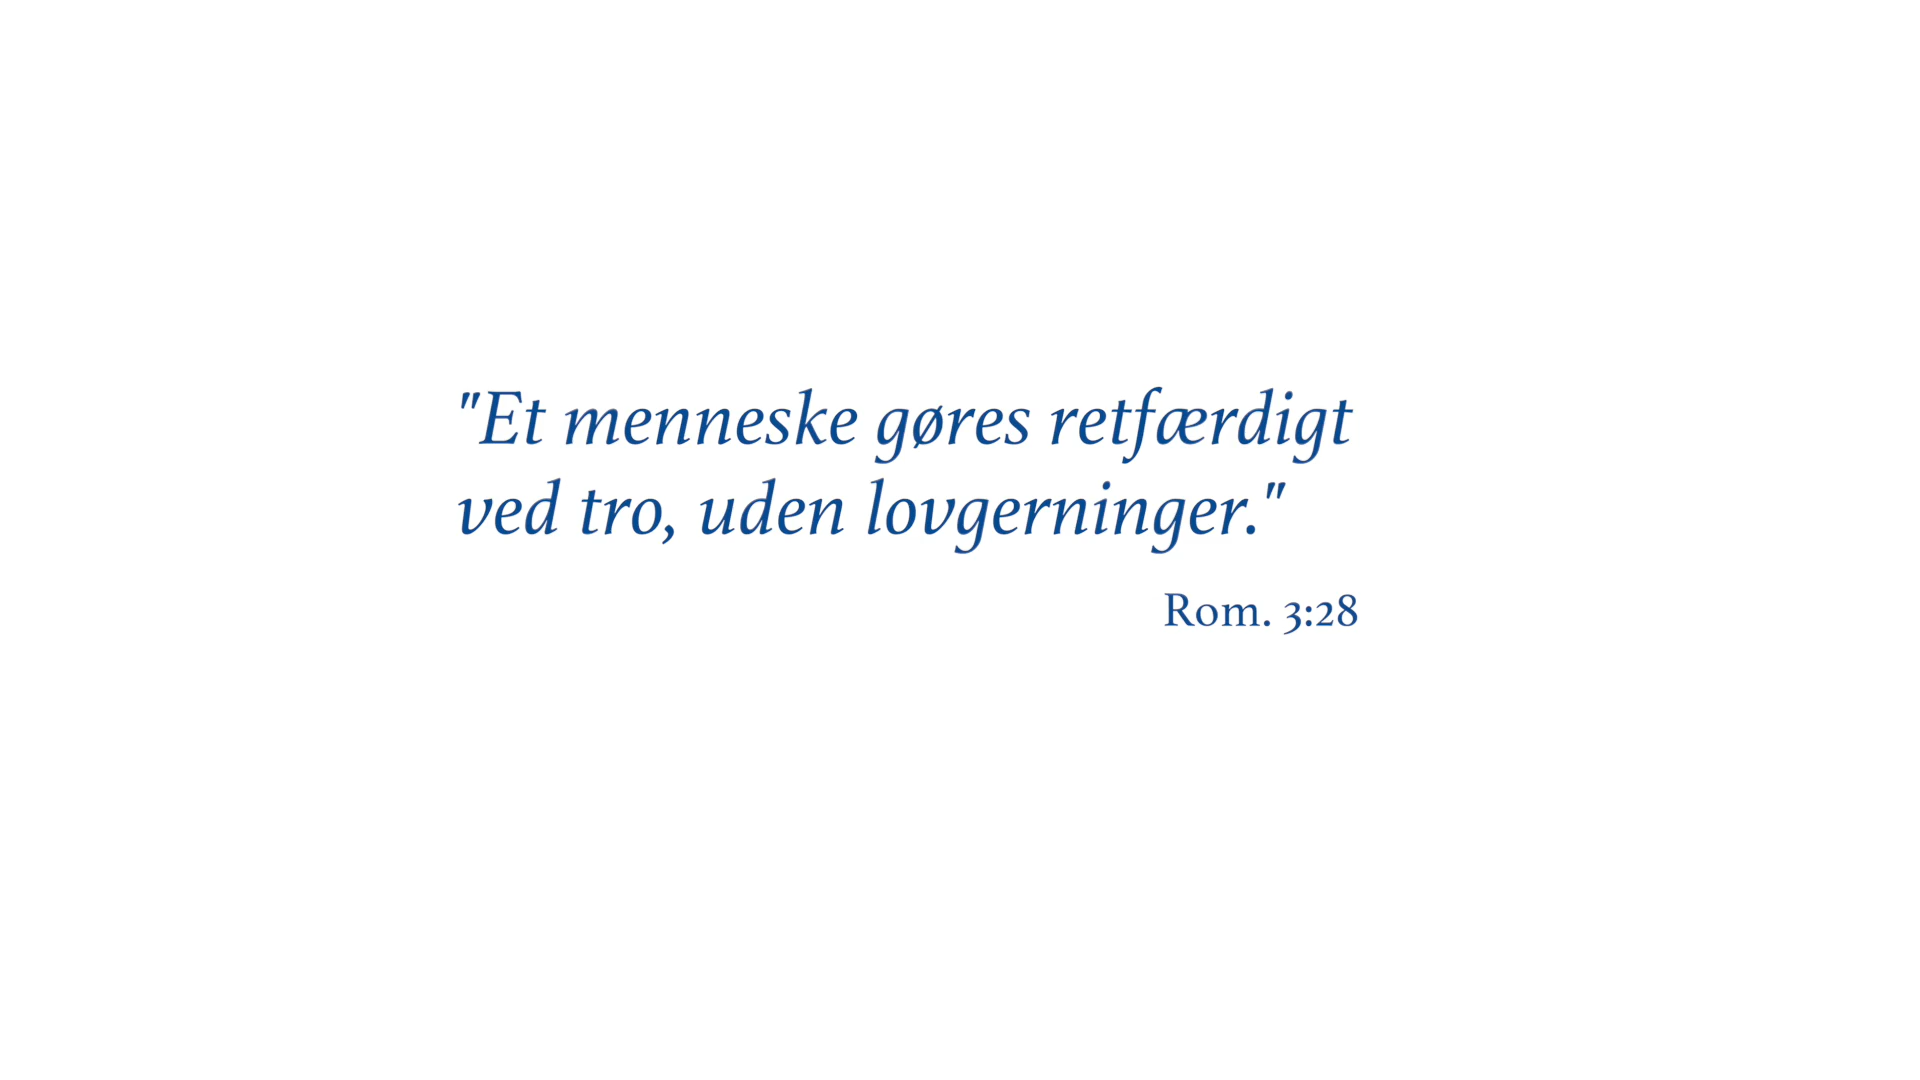 "Et menneske gøres retfærdigt
ved tro, uden lovgerninger."
Rom. 3:28